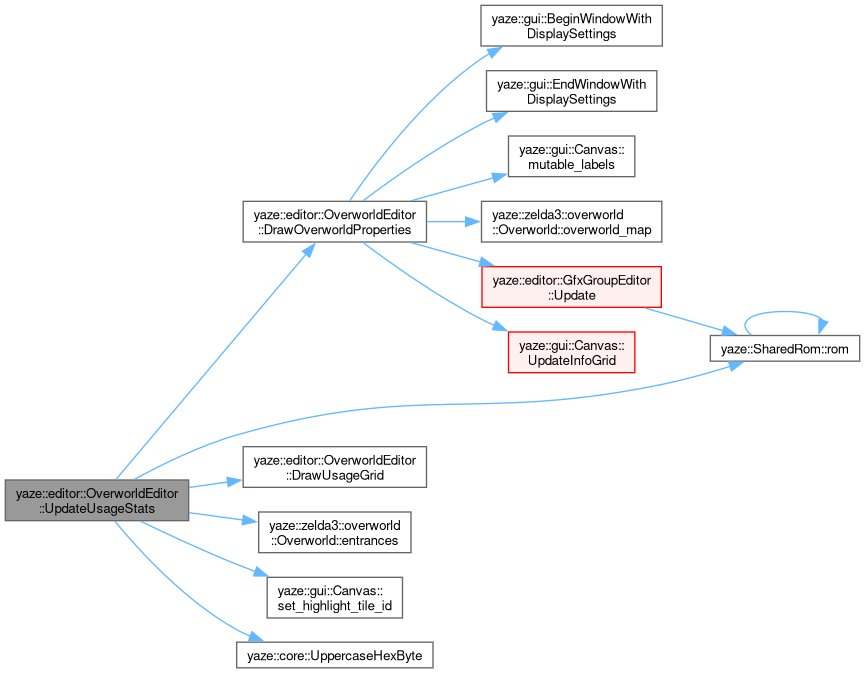 yaze::gui::BeginWindowWith
DisplaySettings
yaze::gui::EndWindowWith
DisplaySettings
yaze::gui::Canvas::
mutable_labels
yaze::editor::OverworldEditor
::DrawOverworldProperties
yaze::zelda3::overworld
::Overworld::overworld_map
yaze::editor::GfxGroupEditor
::Update
yaze::gui::Canvas::
UpdateInfoGrid
yaze::SharedRom::rom
yaze::editor::OverworldEditor
::DrawUsageGrid
yaze::editor::OverworldEditor
::UpdateUsageStats
yaze::zelda3::overworld
::Overworld::entrances
yaze::gui::Canvas::
set_highlight_tile_id
yaze::core::UppercaseHexByte